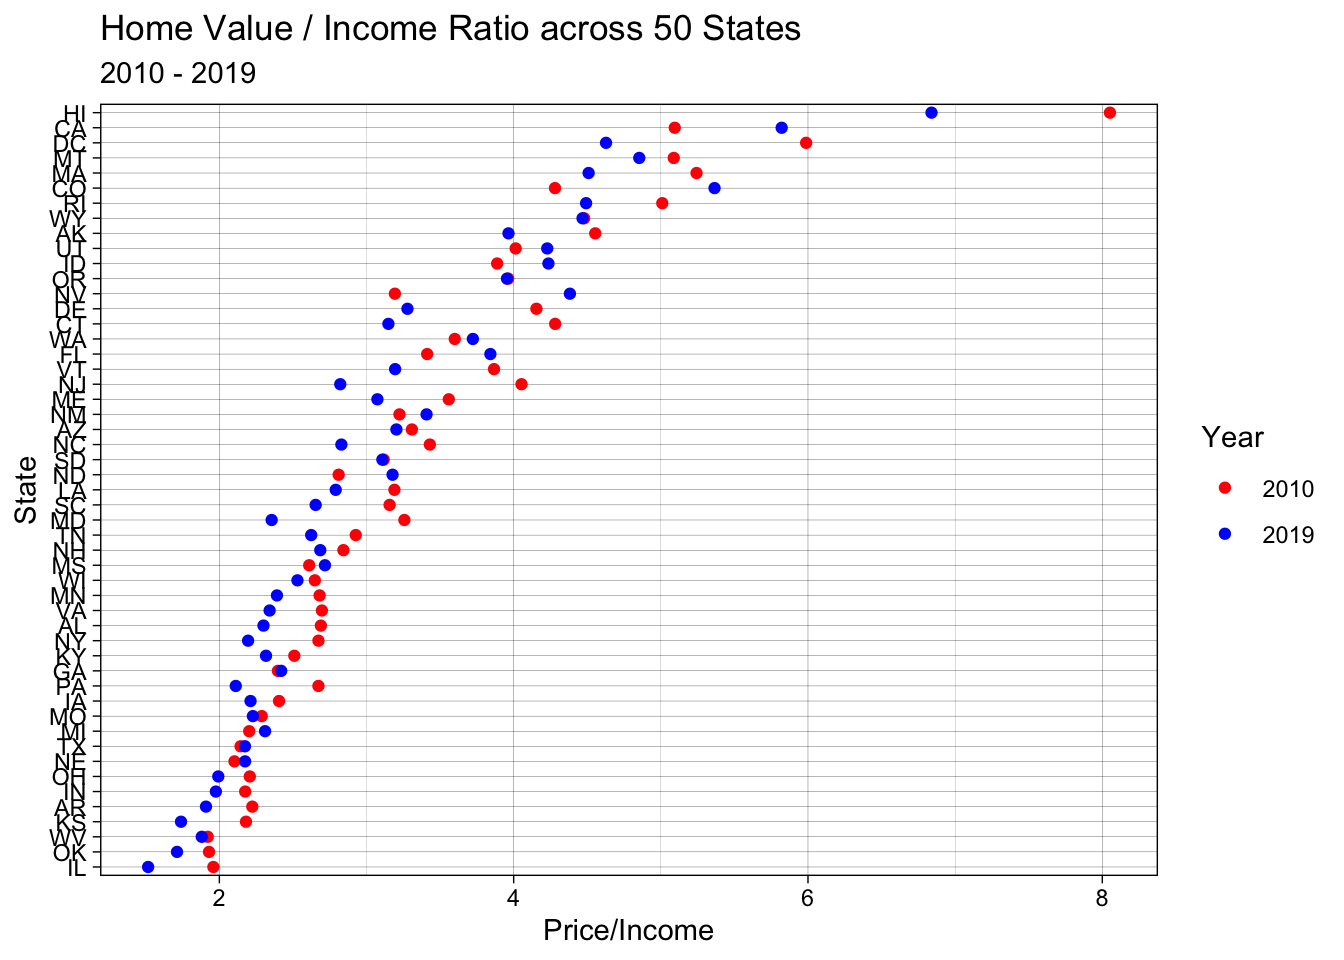 Home Value / Income Ratio across 50 States
2010 - 2019
HI
CA
DC
MT
MA
CO
RI
WY
AK
UT
ID
OR
NV
DE
CT
WA
FL
VT
NJ
ME
NM
AZ
NC
SD
ND
LA
SC
MD
TN
NH
MS
WI
MN
VA
AL
NY
KY
GA
PA
IA
MO
MI
TX
NE
OH
IN
AR
KS
WV
OK
IL
State
2
4
6
8
Price/Income
Year
2010
2019